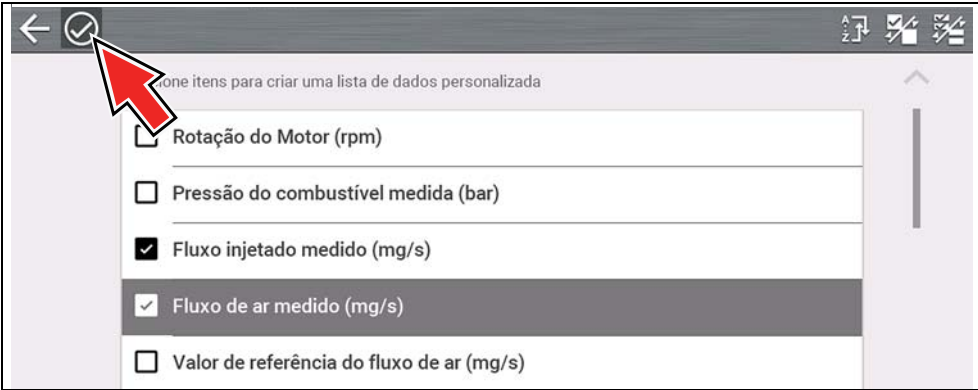 ione itens para criar uma lista de dados personalizada
Rotação do Motor (rpm)
Pressão do combustível medida (bar)
Fluxo injetado medido (mg/s)
Fluxo de ar medido (mg/s)
Valor de referência do fluxo de ar (mg/s)